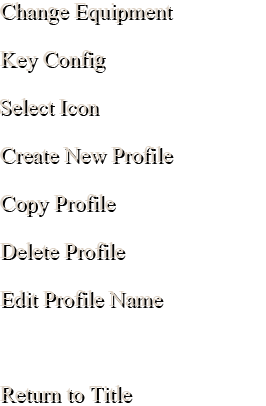 Change Equipment
Key Config
Select Icon
Create New Profile
Copy Profile
Delete Profile
Edit Profile Name
Return to Title